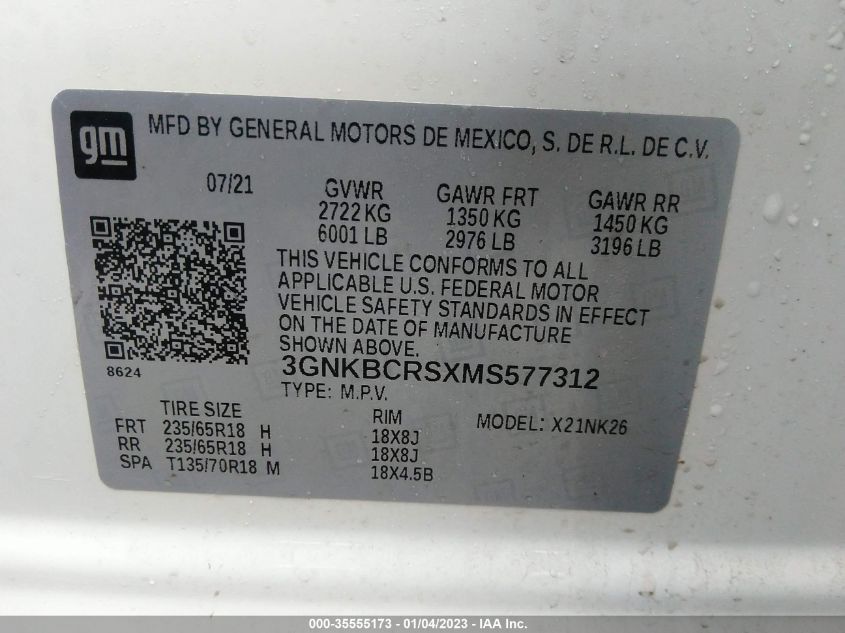 gm
MFD BY GENERAL MOTORS DE MEXICO, S. DE R.L. DE C.V.
07/21 GVWR GAWR FRT GAWR RR
2722 KG 1350 KG 1450 KG
6001 LB 2976 LB 3196 LB
THIS VEHICLE CONFORMS TO ALL
APPLICABLE U.S. FEDERAL MOTOR
VEHICLE SAFETY STANDARDS IN EFFECT
ON THE DATE OF MANUFACTURE
SHOWN ABOVE.
8624
3GNKBCRSXMS577312
TYPE: M.P.V.
TIRE SIZE RIM MODEL: X21NK26
FRT 235/65R18 H 18X8J
RR 235/65R18 H 18X8J
SPA T135/70R18 M 18X4.5B
000-35555173 - 01/04/2023 - IAA Inc.